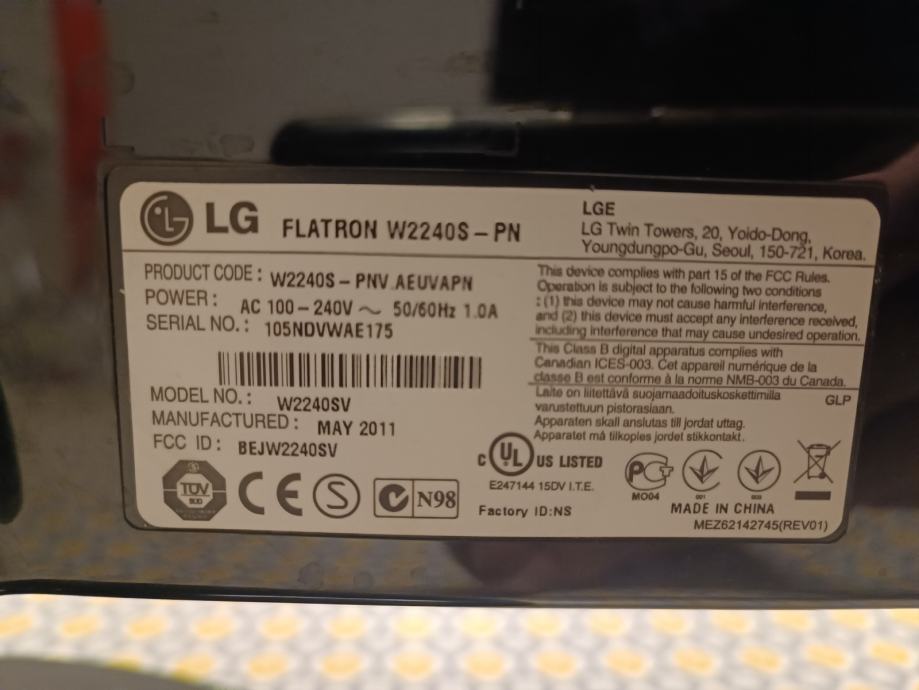 LG FLATRON W2240S-PN
LGE
LG Twin Towers, 20, Yoido-Dong,
Youngdungpo-Gu, Seoul, 150-721, Korea.
PRODUCT CODE: W2240S-PNV.AEUVAPN
POWER: AC 100-240V ~ 50/60Hz 1.0A
SERIAL NO.: 105NDVWAE175
MODEL NO.: W2240SV
MANUFACTURED: MAY 2011
FCC ID: BEJW2240SV
TÜV
SÜD
CE
S
N98
This device complies with part 15 of the FCC Rules.
Operation is subject to the following two conditions
: (1) this device may not cause harmful interference,
and (2) this device must accept any interference received,
including interference that may cause undesired operation.
This Class B digital apparatus complies with
Canadian ICES-003. Cet appareil numérique de la
classe B est conforme à la norme NMB-003 du Canada.
Laite on liitettävä suojamaadoituskoskettimilla
varustettuun pistorasiaan.
GLP
Apparaten skall anslutas till jordat uttag.
Apparatet må tilkoples jordet stikkontakt.
c UL US LISTED
E247144 15DV I.T.E.
Factory ID:NS
MO04
001
MADE IN CHINA
MEZ62142745(REV01)